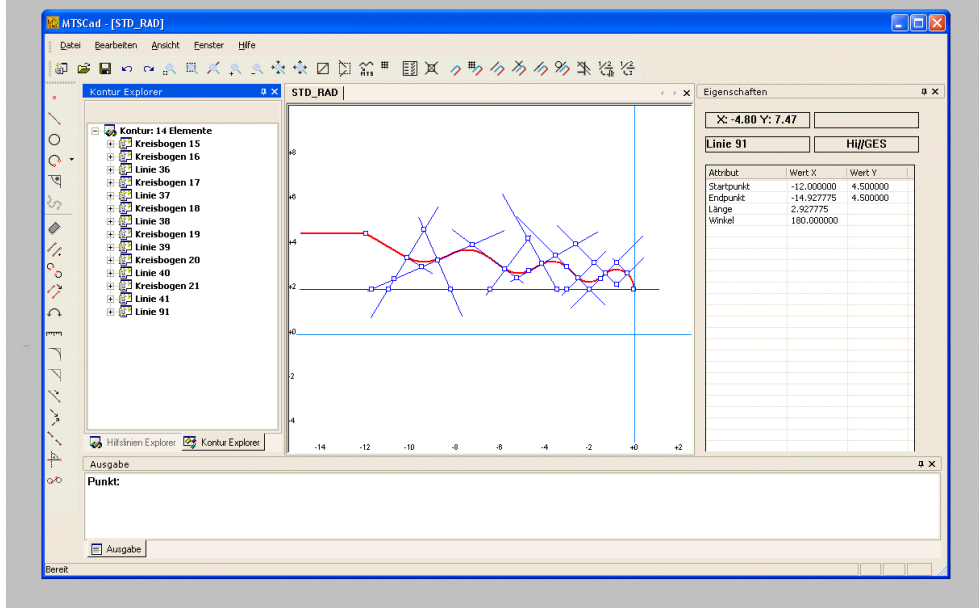 MTSCad - [STD_RAD]
Datei Bearbeiten Ansicht Fenster Hilfe
Kontur Explorer
STD_RAD
Eigenschaften
Kontur: 14 Elemente
Kreisbogen 15
Kreisbogen 16
Linie 36
Kreisbogen 17
Linie 37
Kreisbogen 18
Linie 38
Kreisbogen 19
Linie 39
Kreisbogen 20
Linie 40
Kreisbogen 21
Linie 41
Linie 91
Hilfslinien Explorer
Kontur Explorer
+8
+6
+4
+2
+0
-2
-4
-14 -12 -10 -8 -6 -4 -2 +0 +2
X: -4.80 Y: 7.47
Linie 91
Hi//GES
Attribut Wert X Wert Y
Startpunkt -12.000000 4.500000
Endpunkt -14.927775 4.500000
Länge 2.927775
Winkel 180.000000
Ausgabe
Punkt:
Ausgabe
Bereit